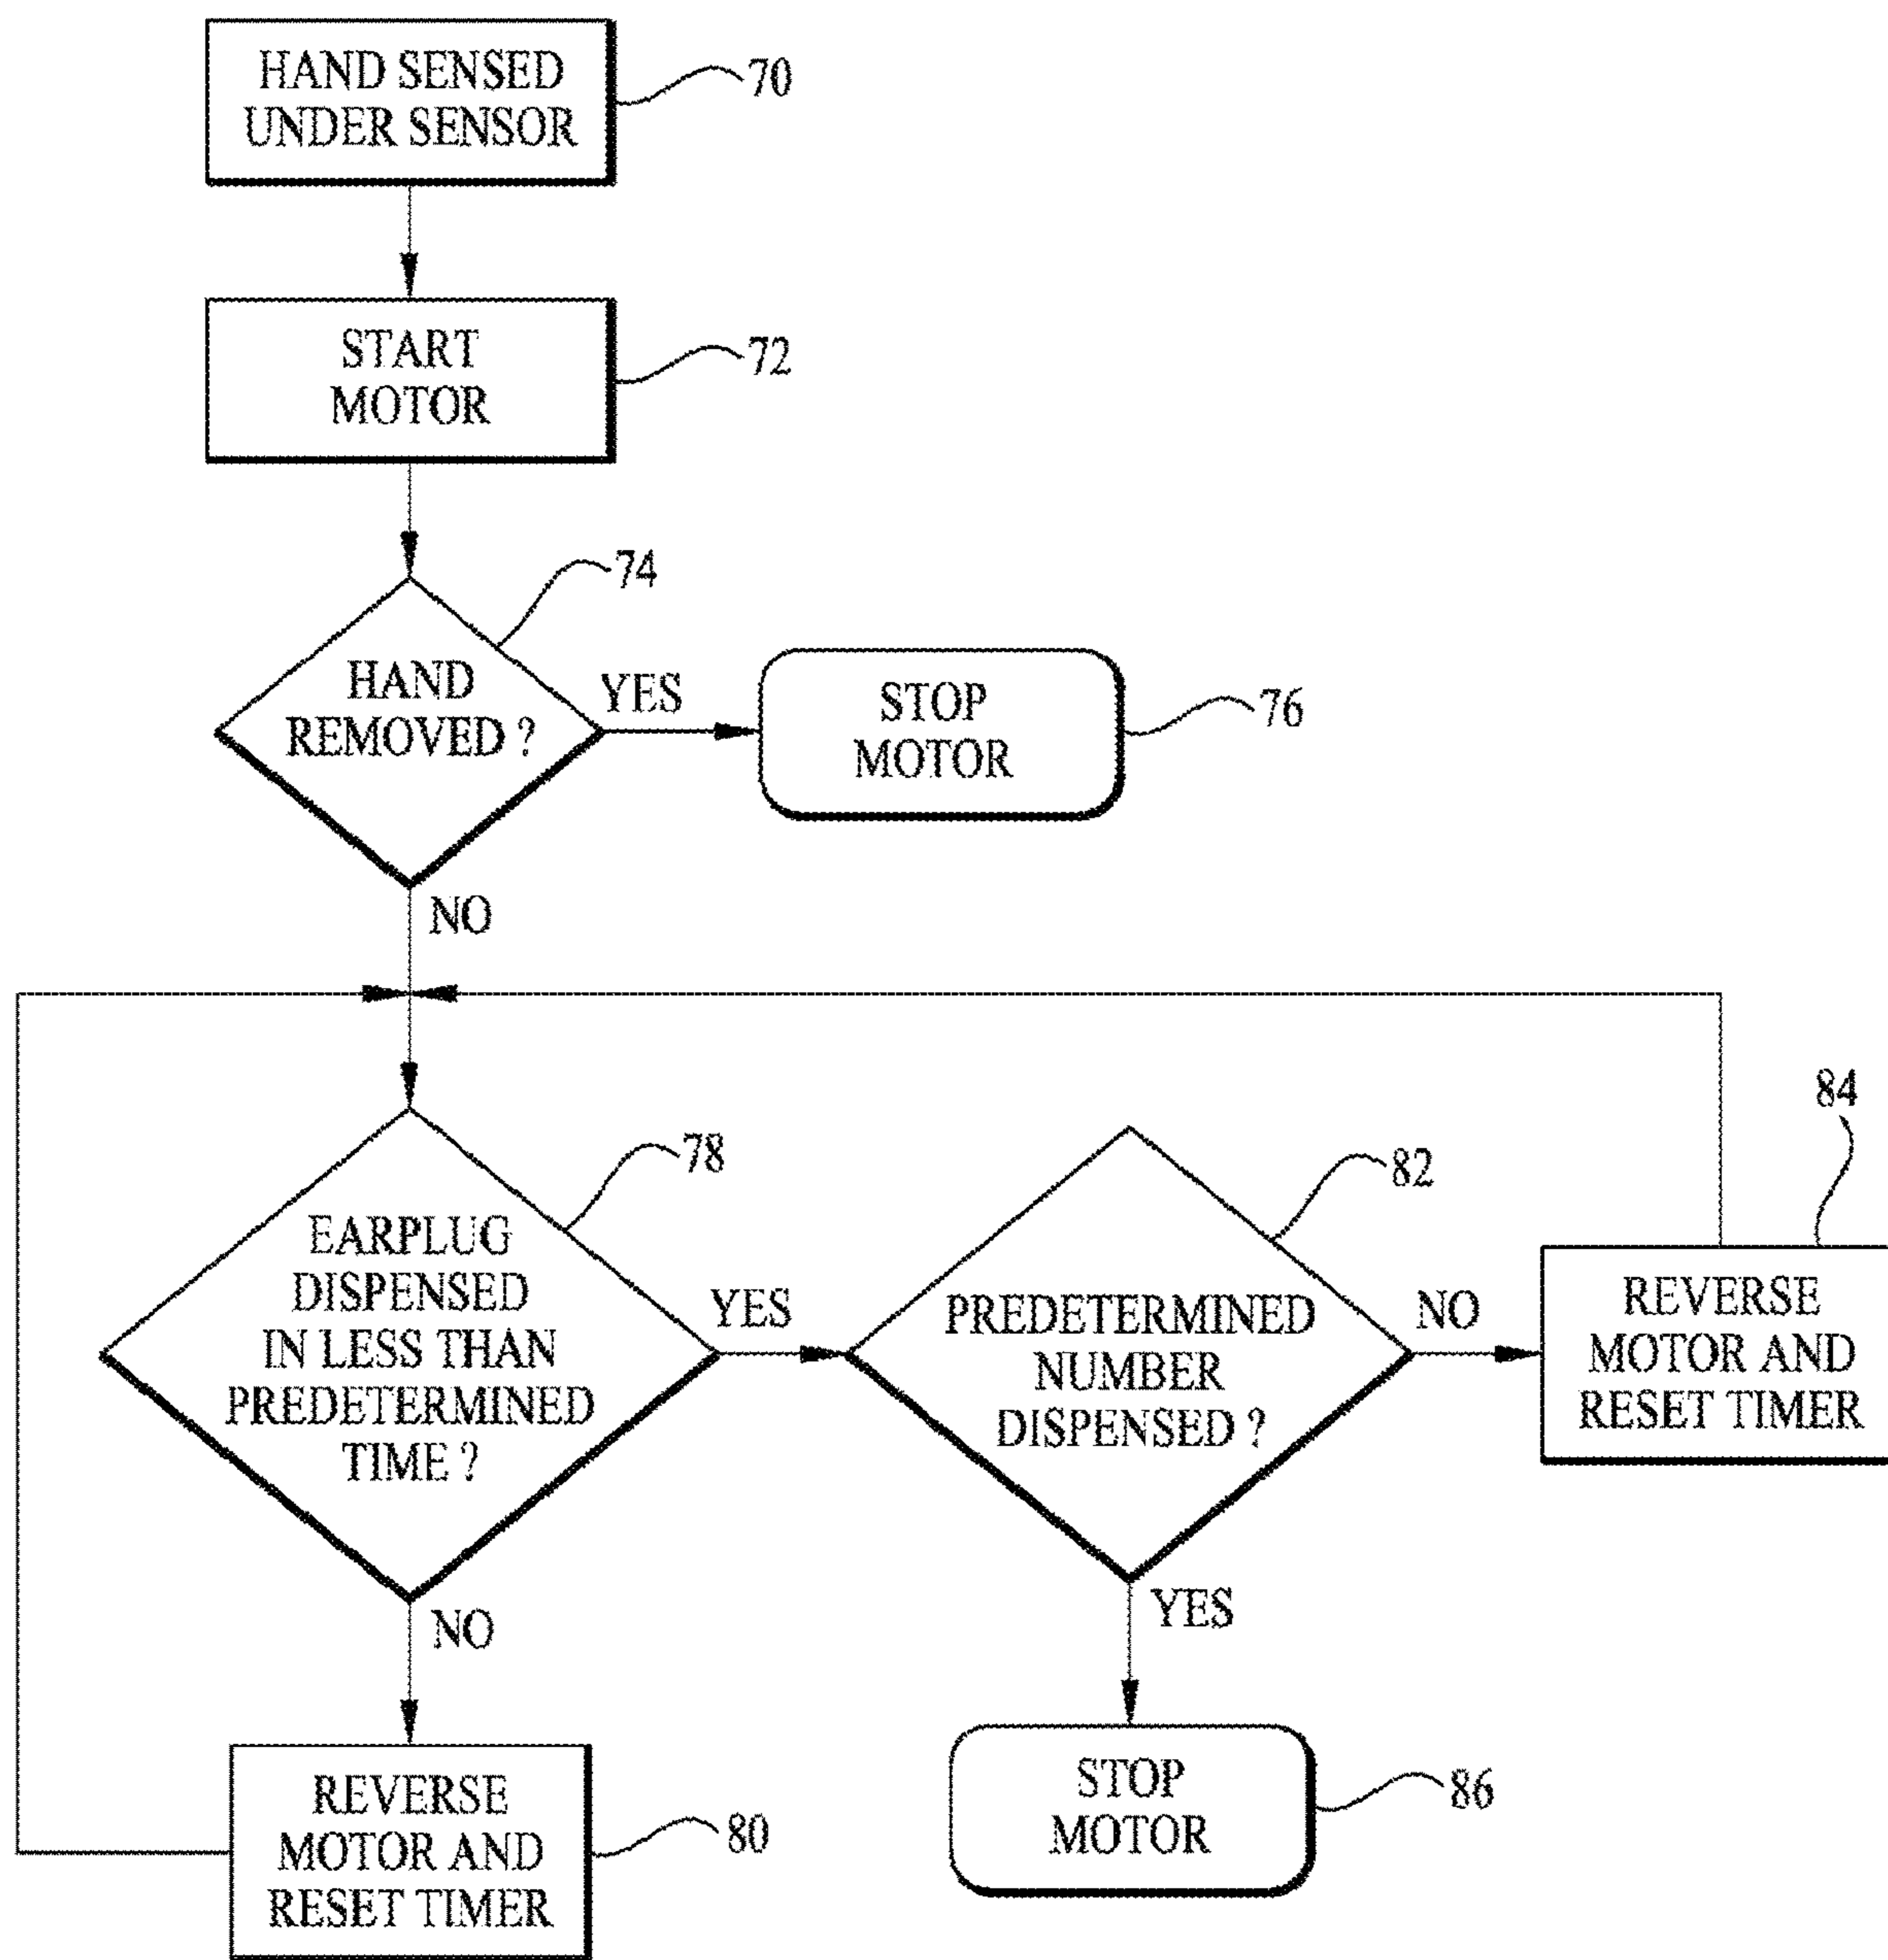 HAND SENSED
UNDER SENSOR
70
START
MOTOR
72
74
HAND
REMOVED ?
YES
STOP
MOTOR
76
NO
78
EARPLUG
DISPENSED
IN LESS THAN
PREDETERMINED
TIME ?
YES
82
PREDETERMINED
NUMBER
DISPENSED ?
NO
84
REVERSE
MOTOR AND
RESET TIMER
NO
YES
REVERSE
MOTOR AND
RESET TIMER
80
STOP
MOTOR
86